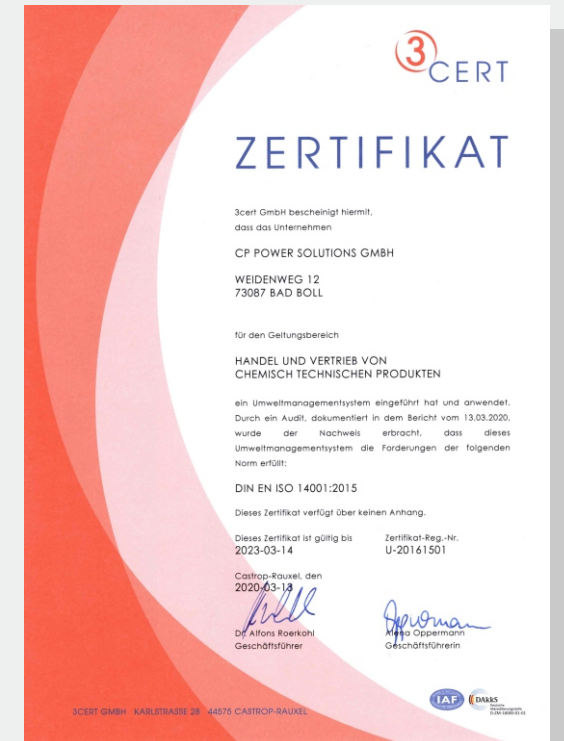 3CERT
ZERTIFIKAT
3cert GmbH bescheinigt hiermit,
dass das Unternehmen
CP POWER SOLUTIONS GMBH
WEIDENWEG 12
73087 BAD BOLL
für den Geltungsbereich
HANDEL UND VERTRIEB VON
CHEMISCH TECHNISCHEN PRODUKTEN
ein Umweltmanagementsystem eingeführt hat und anwendet.
Durch ein Audit, dokumentiert in dem Bericht vom 13.03.2020,
wurde der Nachweis erbracht, dass dieses
Umweltmanagementsystem die Forderungen der folgenden
Norm erfüllt:
DIN EN ISO 14001:2015
Dieses Zertifikat verfügt über keinen Anhang.
Dieses Zertifikat ist gültig bis
2023-03-14
Zertifikat-Reg.-Nr.
U-20161501
Castrop-Rauxel, den
2020-03-13
Dr. Alfons Roerkohl
Geschäftsführer
Alena Oppermann
Geschäftsführerin
IAF
DAkkS
3CERT GMBH KARLSTRASSE 28 44575 CASTROP-RAUXEL